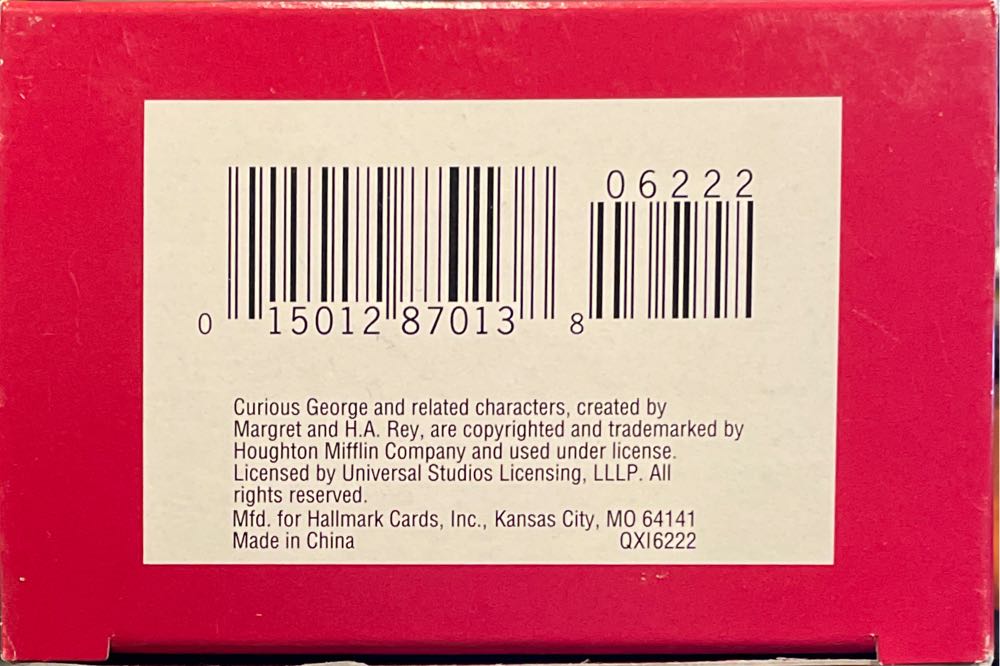 06222
0 15012 87013 8
Curious George and related characters, created by
Margret and H.A. Rey, are copyrighted and trademarked by
Houghton Mifflin Company and used under license.
Licensed by Universal Studios Licensing, LLLP. All
rights reserved.
Mfd. for Hallmark Cards, Inc., Kansas City, MO 64141
Made in China QXI6222